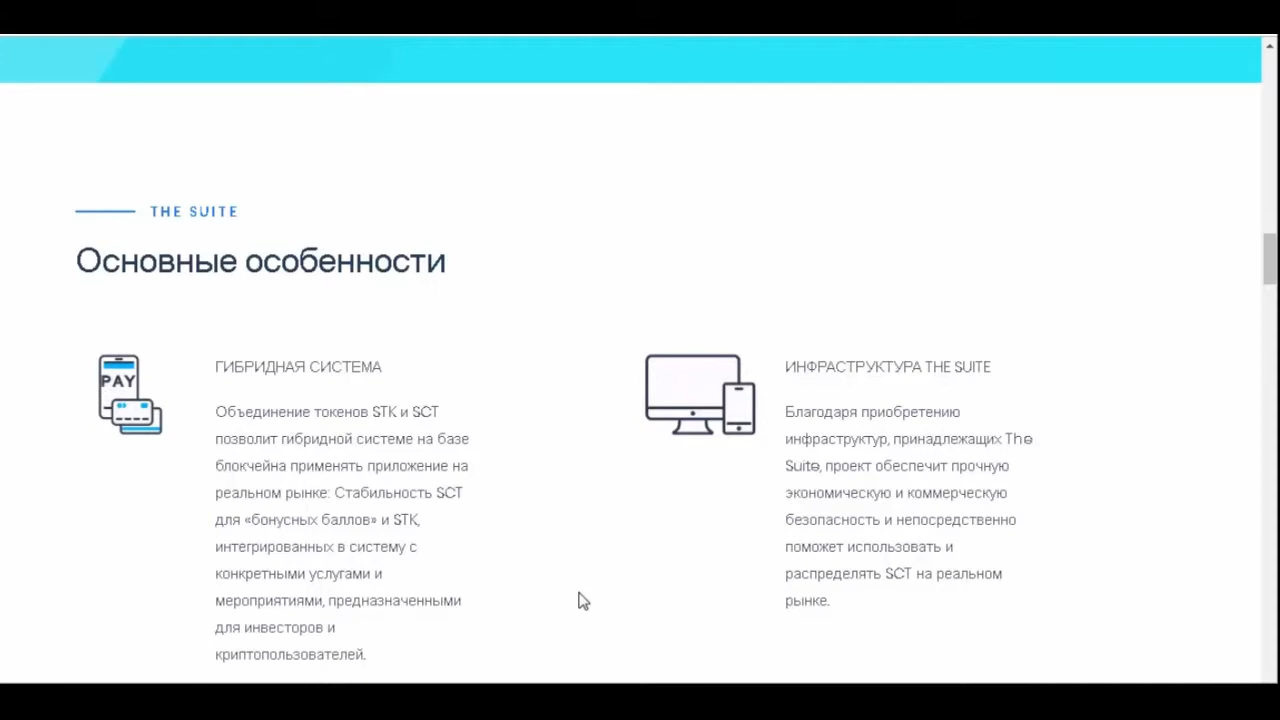 THE SUITE
Основные особенности
PAY
ГИБРИДНАЯ СИСТЕМА
Объединение токенов STK и SCT
позволит гибридной системе на базе
блокчейна применять приложение на
реальном рынке: Стабильность SCT
для «бонусных баллов» и STK,
интегрированных в систему с
конкретными услугами и
мероприятиями, предназначенными
для инвесторов и
криптопользователей.
ИНФРАСТРУКТУРА THE SUITE
Благодаря приобретению
инфраструктур, принадлежащих The
Suite, проект обеспечит прочную
экономическую и коммерческую
безопасность и непосредственно
поможет использовать и
распределять SCT на реальном
рынке.